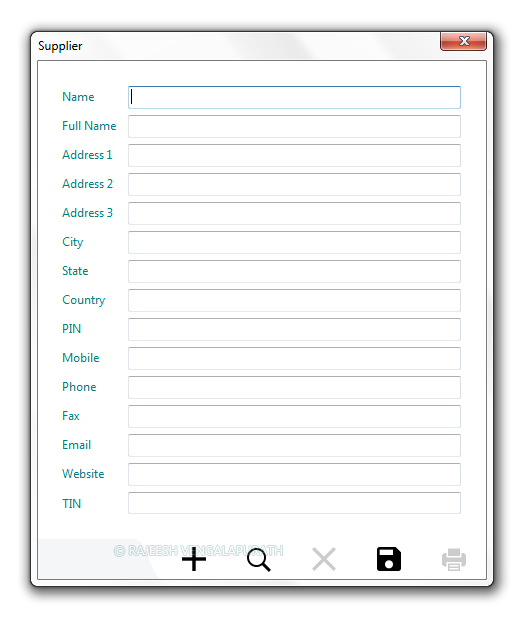 Supplier
Name
Full Name
Address 1
Address 2
Address 3
City
State
Country
PIN
Mobile
Phone
Fax
Email
Website
TIN
© RAJEESH VENGALAPURATH